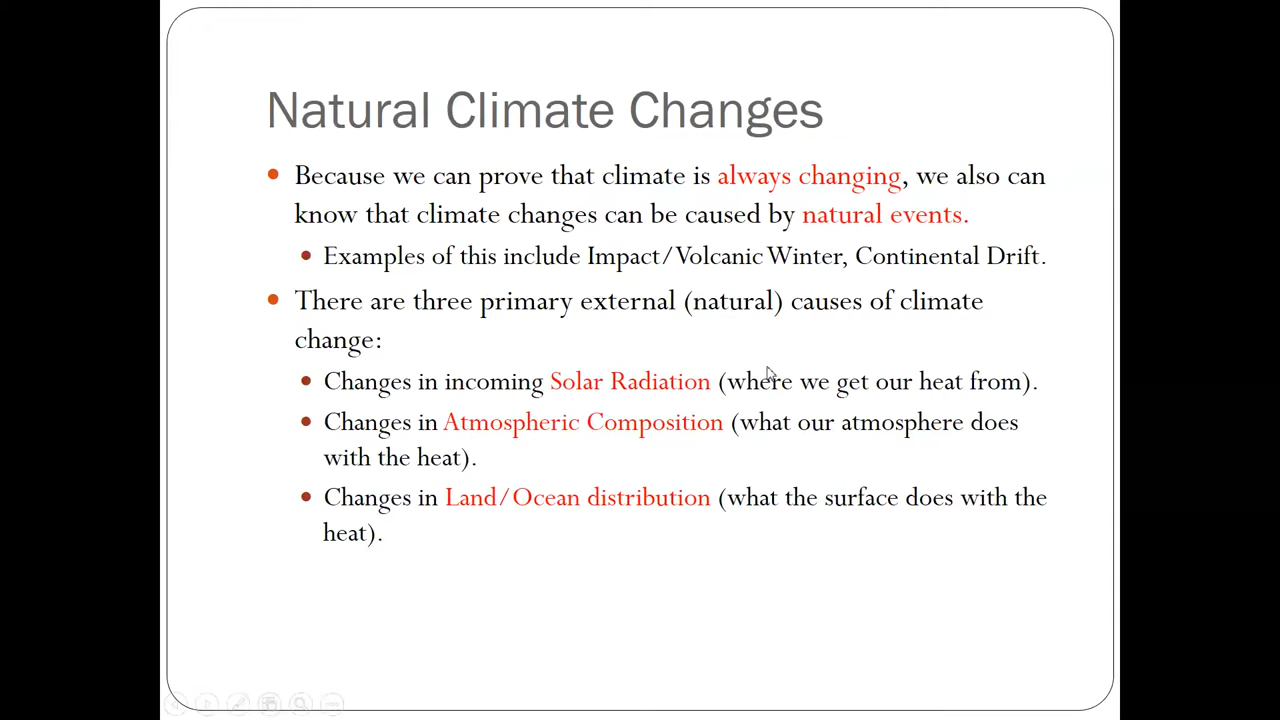 Natural Climate Changes
Because we can prove that climate is always changing, we also can
know that climate changes can be caused by natural events.
Examples of this include Impact/Volcanic Winter, Continental Drift.
There are three primary external (natural) causes of climate
change:
Changes in incoming Solar Radiation (where we get our heat from).
Changes in Atmospheric Composition (what our atmosphere does
with the heat).
Changes in Land/Ocean distribution (what the surface does with the
heat).